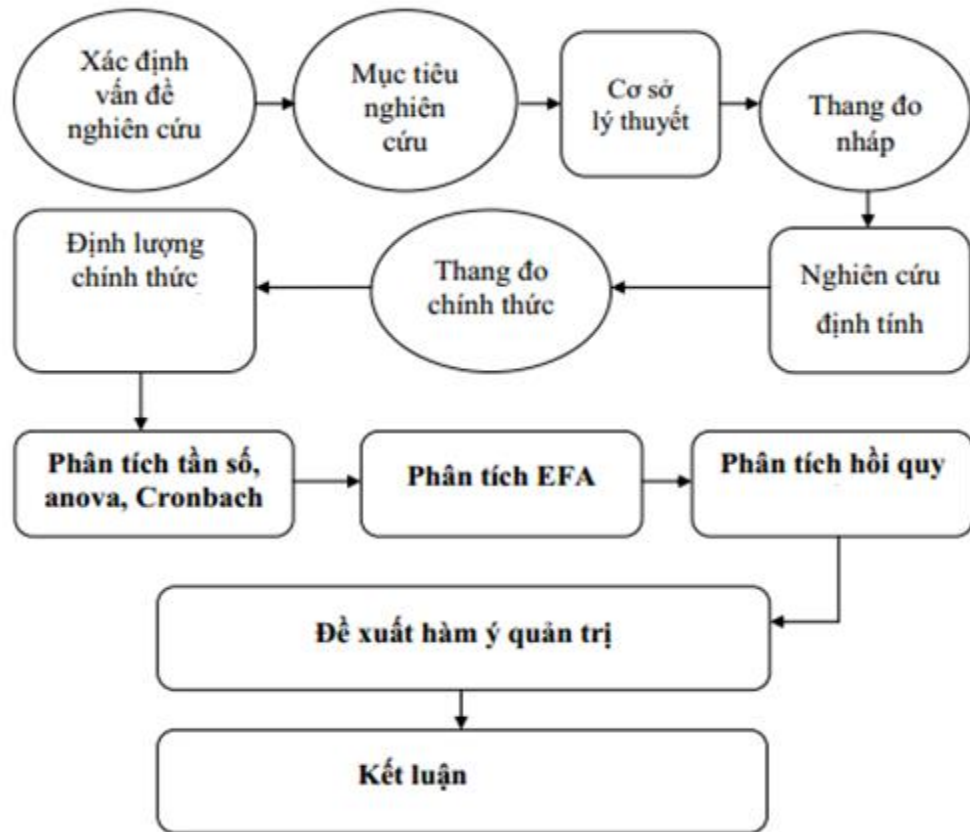 Xác định
vấn đề
nghiên cứu
Mục tiêu
nghiên
cứu
Cơ sở
lý thuyết
Thang đo
nháp
Định lượng
chính thức
Thang đo
chính thức
Nghiên cứu
định tính
Phân tích tần số,
anova, Cronbach
Phân tích EFA
Phân tích hồi quy
Đề xuất hàm ý quản trị
Kết luận